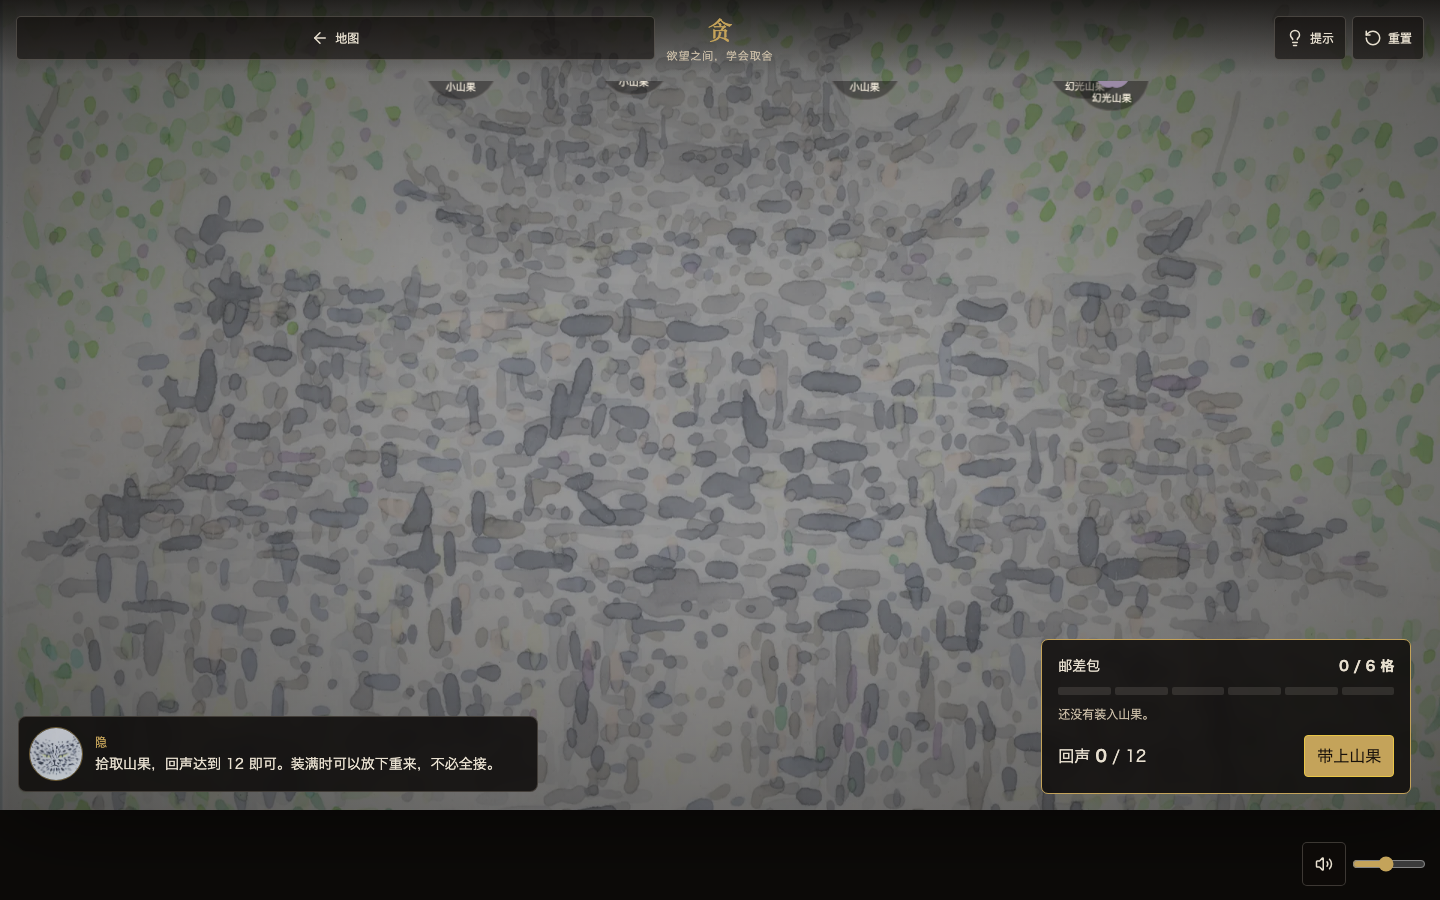 地图
贪
欲望之间，学会取舍
提示
重置
小山果
小山果
小山果
幻光山果
幻光山果
邮差包
0 / 6 格
还没有装入山果。
回声 0 / 12
带上山果
隐
拾取山果，回声达到 12 即可。装满时可以放下重来，不必全接。